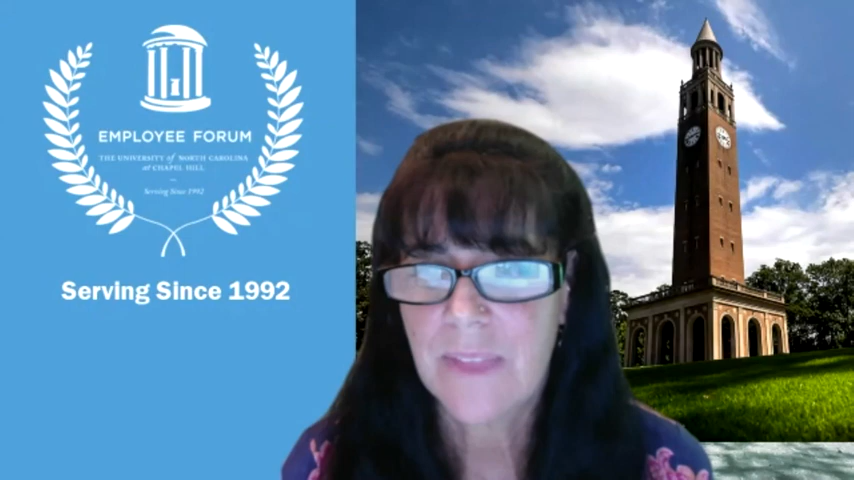 EMPLOYEE FORUM
THE UNIVERSITY of NORTH CAROLINA
at CHAPEL HILL
Serving Since 1992
Serving Since 1992